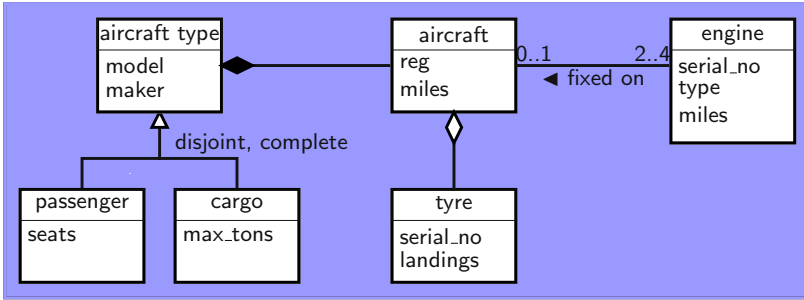 aircraft type
model
maker
aircraft
reg
miles
0..1
2..4
◄ fixed on
engine
serial_no
type
miles
disjoint, complete
passenger
seats
cargo
max_tons
tyre
serial_no
landings